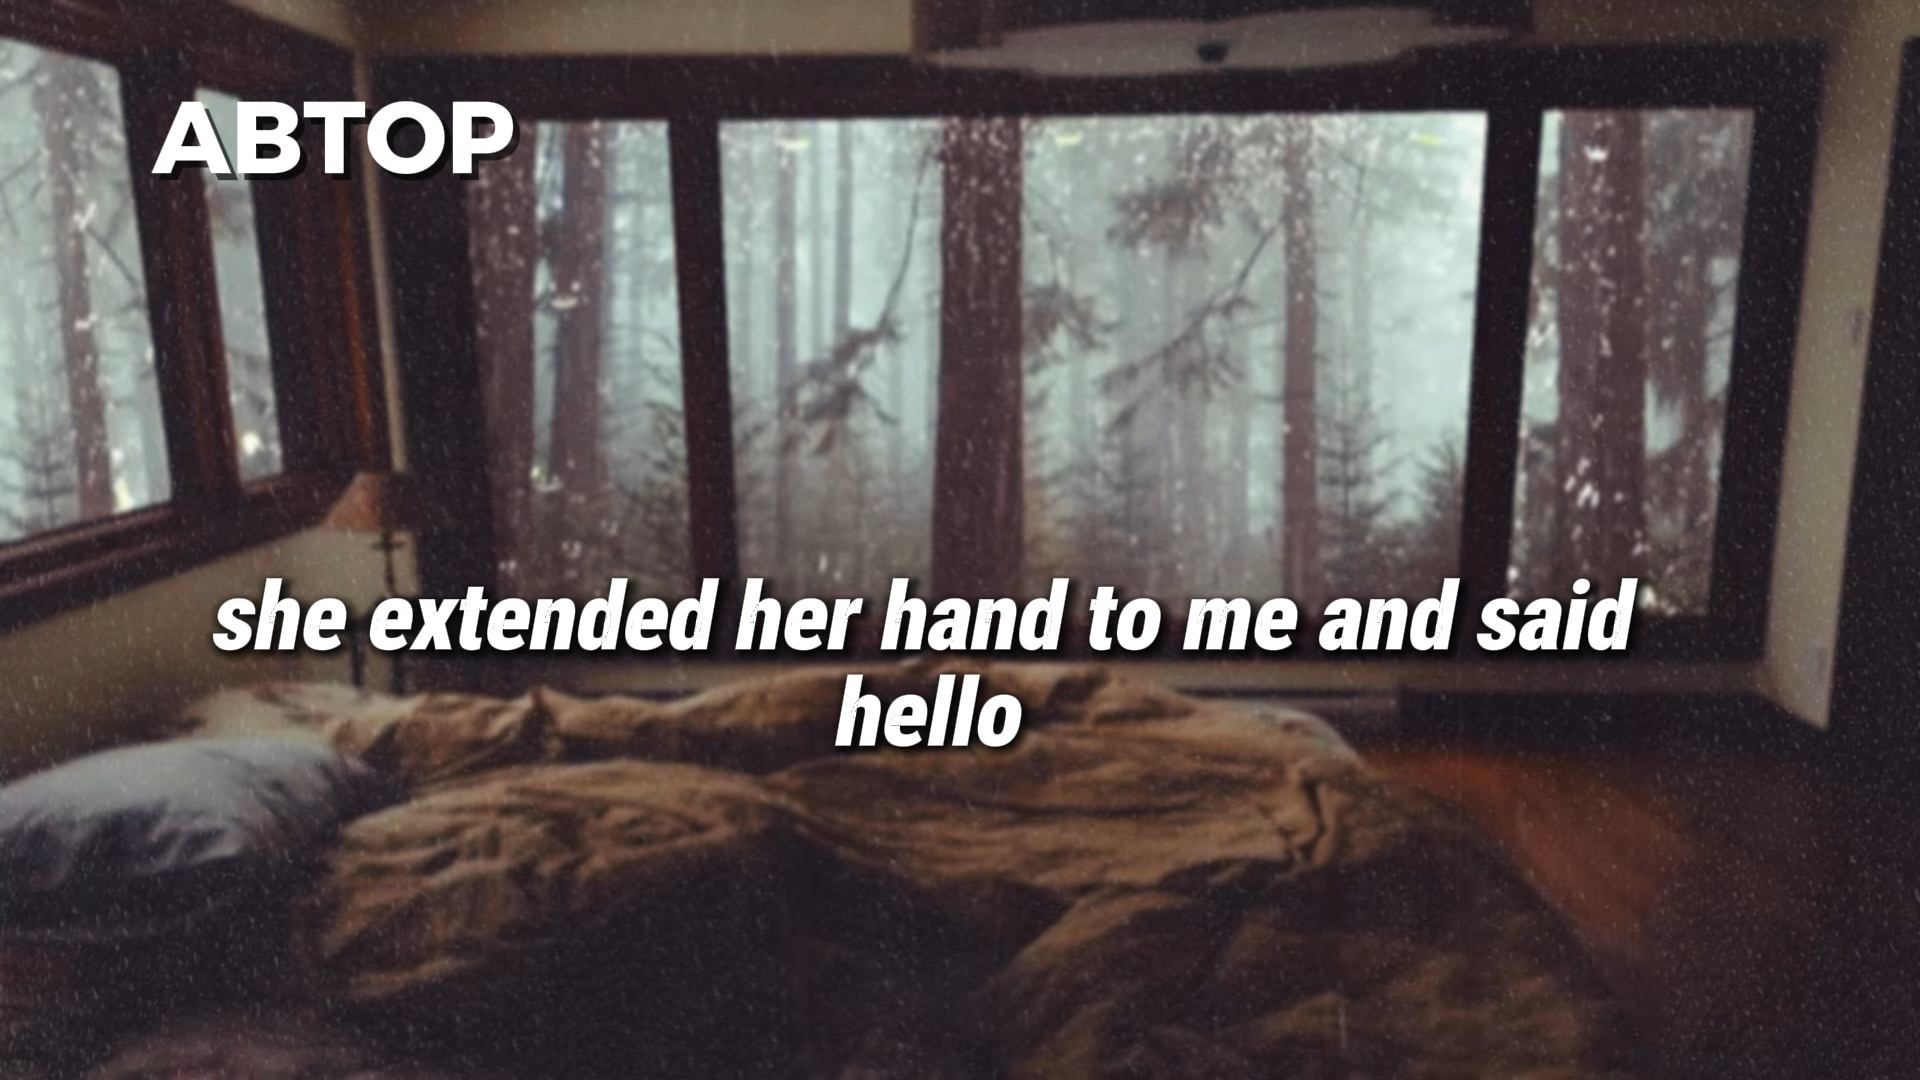 АВТОР
she extended her hand to me and said
hello